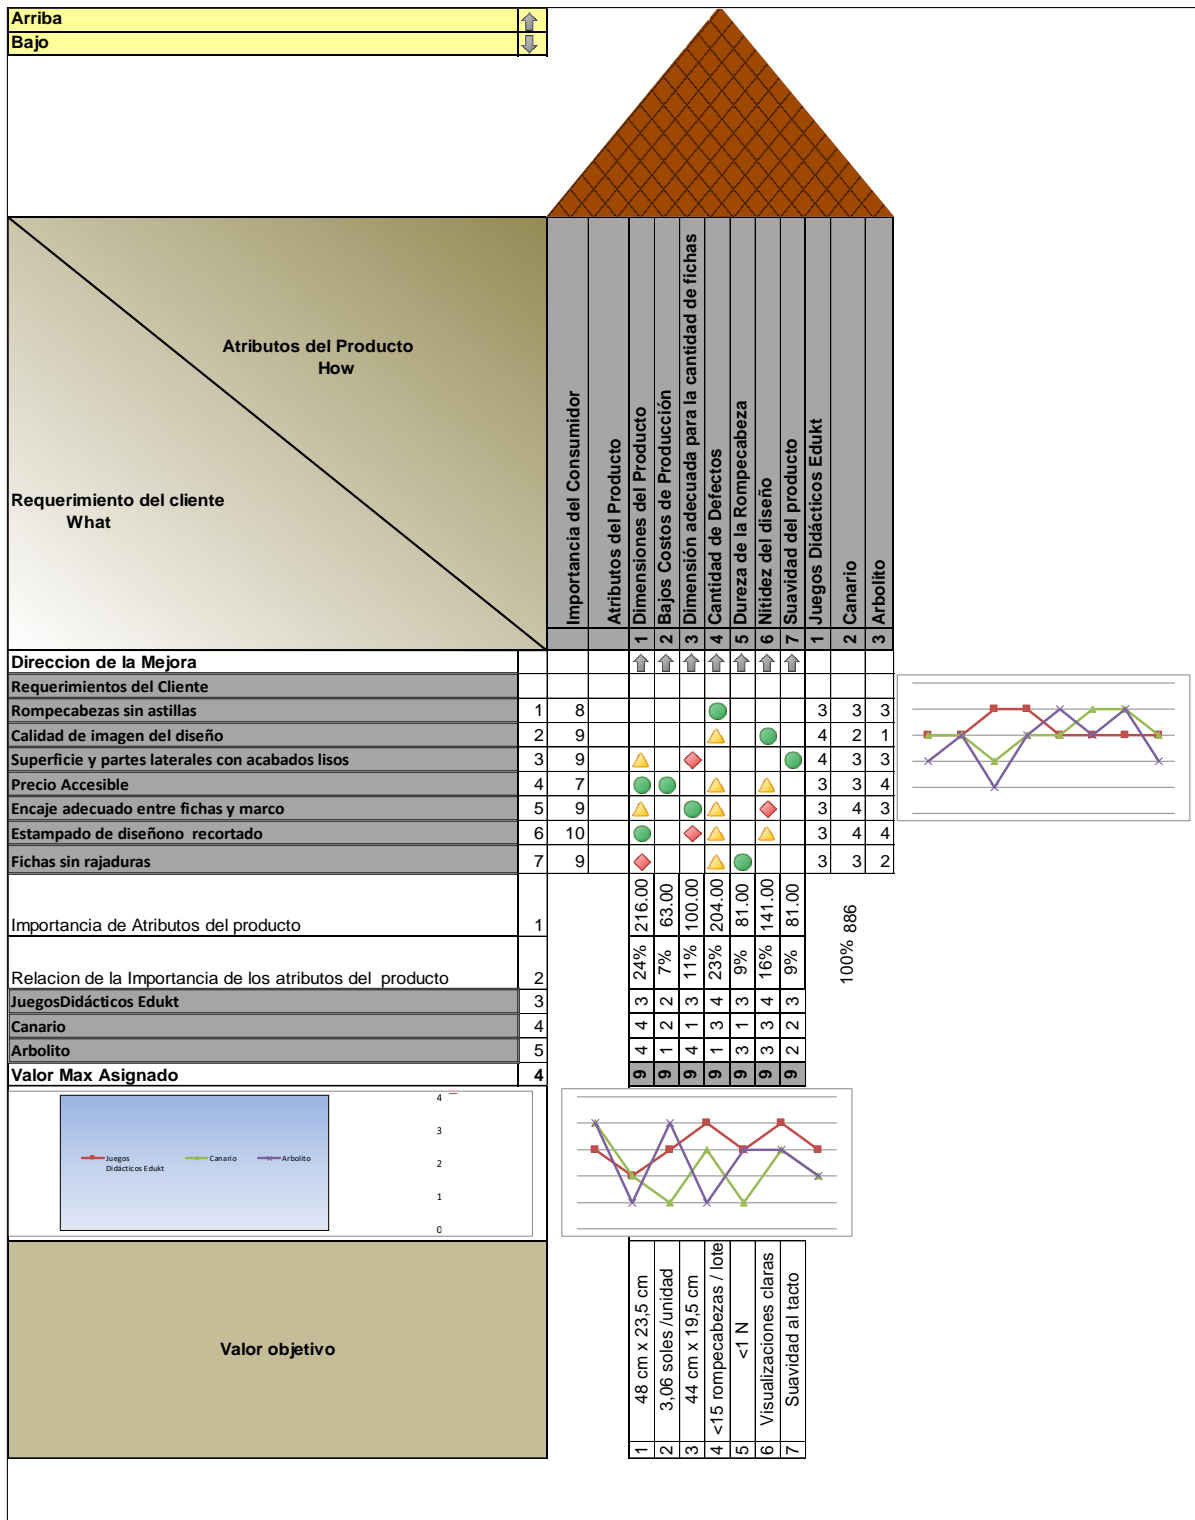 Arriba
Bajo
Atributos del Producto
How
Requerimiento del cliente
What
Importancia del Consumidor
Atributos del Producto
1 Dimensiones del Producto
2 Bajos Costos de Producción
3 Dimensión adecuada para la cantidad de fichas
4 Cantidad de Defectos
5 Dureza de la Rompecabeza
6 Nitidez del diseño
7 Suavidad del producto
1 Juegos Didácticos Edukt
2 Canario
3 Arbolito
Direccion de la Mejora
Requerimientos del Cliente
Rompecabezas sin astillas 1 8 3 3 3
Calidad de imagen del diseño 2 9 4 2 1
Superficie y partes laterales con acabados lisos 3 9 4 3 3
Precio Accesible 4 7 3 3 4
Encaje adecuado entre fichas y marco 5 9 3 4 3
Estampado de diseñono recortado 6 10 3 4 4
Fichas sin rajaduras 7 9 3 3 2
Importancia de Atributos del producto 1 216.00 63.00 100.00 204.00 81.00 141.00 81.00 886
Relacion de la Importancia de los atributos del producto 2 24% 7% 11% 23% 9% 16% 9% 100%
JuegosDidácticos Edukt 3 3 2 3 4 3 4 3
Canario 4 4 2 1 3 1 3 2
Arbolito 5 4 1 4 1 3 3 2
Valor Max Asignado 4 9 9 9 9 9 9 9
4
3
2
1
0
Juegos
Didácticos Edukt
Canario
Arbolito
Valor objetivo
1 48 cm x 23,5 cm
2 3,06 soles /unidad
3 44 cm x 19,5 cm
4 <15 rompecabezas / lote
5 <1 N
6 Visualizaciones claras
7 Suavidad al tacto